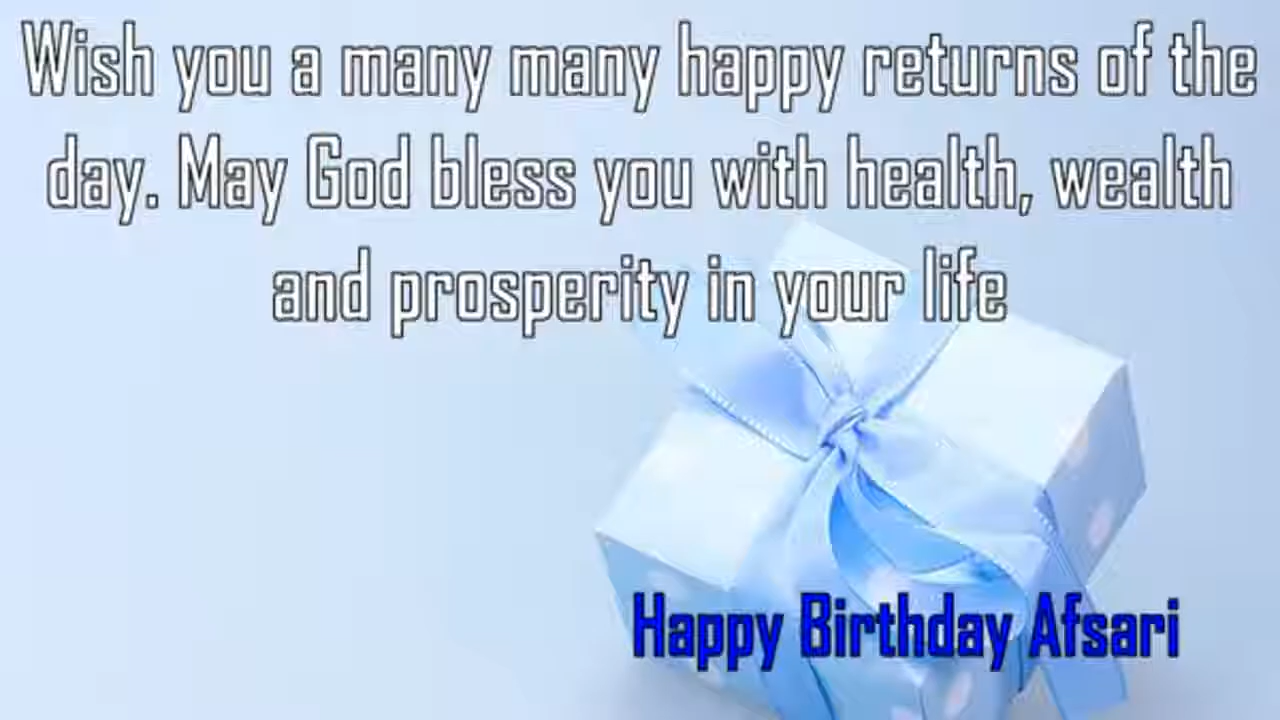 Wish you a many many happy returns of the
day. May God bless you with health, wealth
and prosperity in your life
Happy Birthday Afsari